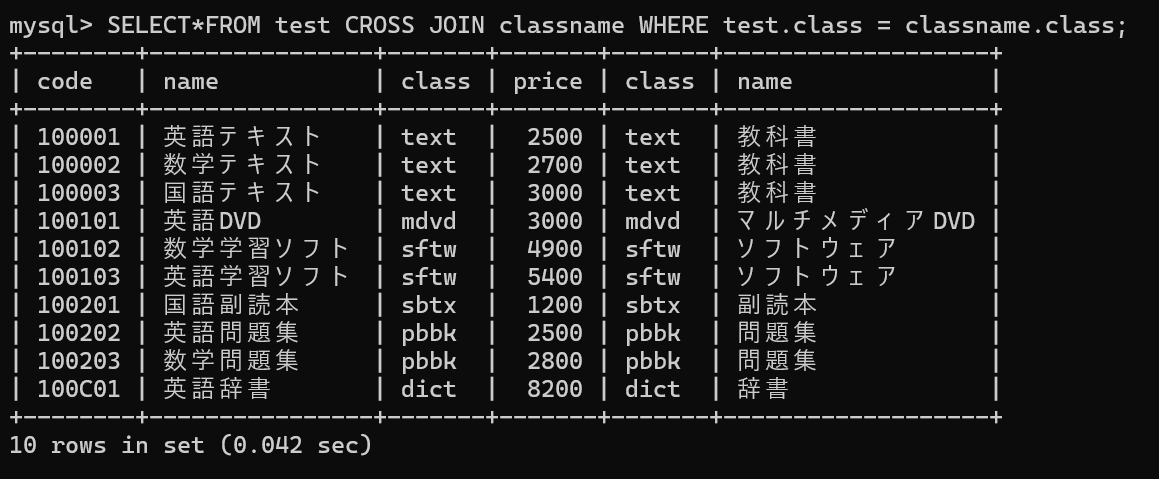 mysql> SELECT*FROM test CROSS JOIN classname WHERE test.class = classname.class;
+--------+----------------+-------+-------+-------+-------------------+
| code   | name           | class | price | class | name              |
+--------+----------------+-------+-------+-------+-------------------+
| 100001 | 英語テキスト | text  |  2500 | text  | 教科書 |
| 100002 | 数学テキスト | text  |  2700 | text  | 教科書 |
| 100003 | 国語テキスト | text  |  3000 | text  | 教科書 |
| 100101 | 英語DVD | mdvd  |  3000 | mdvd  | マルチメディアDVD |
| 100102 | 数学学習ソフト | sftw  |  4900 | sftw  | ソフトウェア |
| 100103 | 英語学習ソフト | sftw  |  5400 | sftw  | ソフトウェア |
| 100201 | 国語副読本 | sbtx  |  1200 | sbtx  | 副読本 |
| 100202 | 英語問題集 | pbbk  |  2500 | pbbk  | 問題集 |
| 100203 | 数学問題集 | pbbk  |  2800 | pbbk  | 問題集 |
| 100C01 | 英語辞書 | dict  |  8200 | dict  | 辞書 |
+--------+----------------+-------+-------+-------+-------------------+
10 rows in set (0.042 sec)